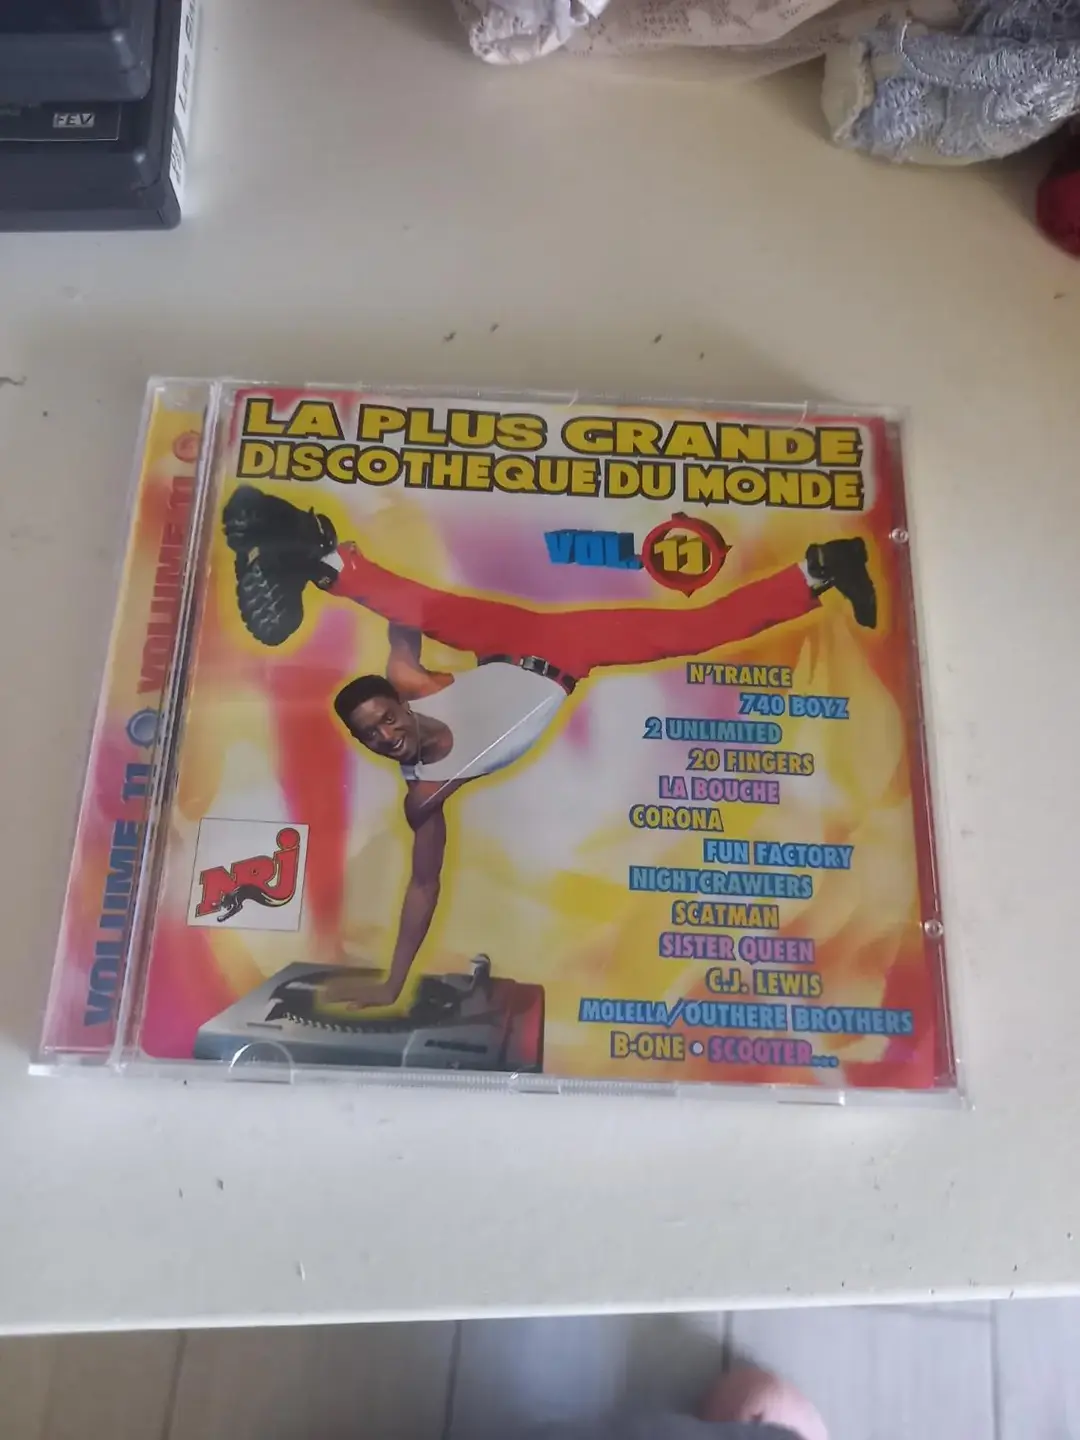 FEV
LA PLUS GRANDE
DISCOTHEQUE DU MONDE
VOL. 11
N'TRANCE
740 BOYZ
2 UNLIMITED
20 FINGERS
LA BOUCHE
CORONA
FUN FACTORY
NIGHTCRAWLERS
SCATMAN
SISTER QUEEN
C.J. LEWIS
MOLELLA/OUTHERE BROTHERS
B-ONE • SCOOTER...
NRJ
VOLUME 11
VOLUME 11